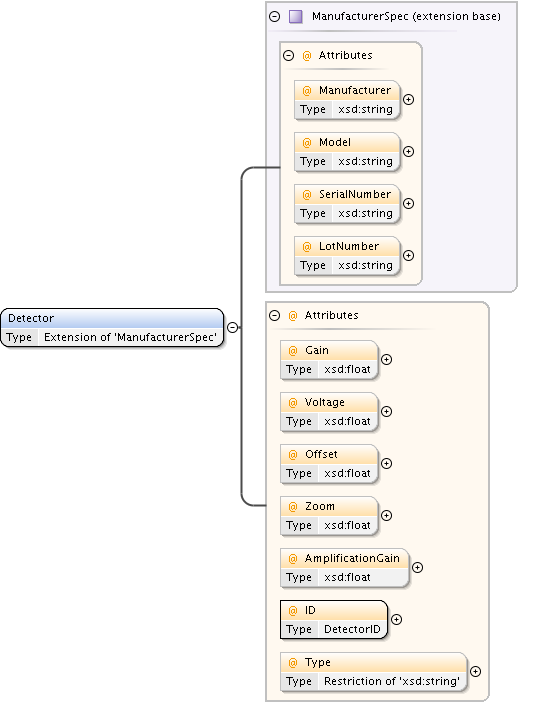 ManufacturerSpec (extension base)
@ Attributes
@ Manufacturer
Type xsd:string
@ Model
Type xsd:string
@ SerialNumber
Type xsd:string
@ LotNumber
Type xsd:string
Detector
Type Extension of 'ManufacturerSpec'
@ Attributes
@ Gain
Type xsd:float
@ Voltage
Type xsd:float
@ Offset
Type xsd:float
@ Zoom
Type xsd:float
@ AmplificationGain
Type xsd:float
@ ID
Type DetectorID
@ Type
Type Restriction of 'xsd:string'